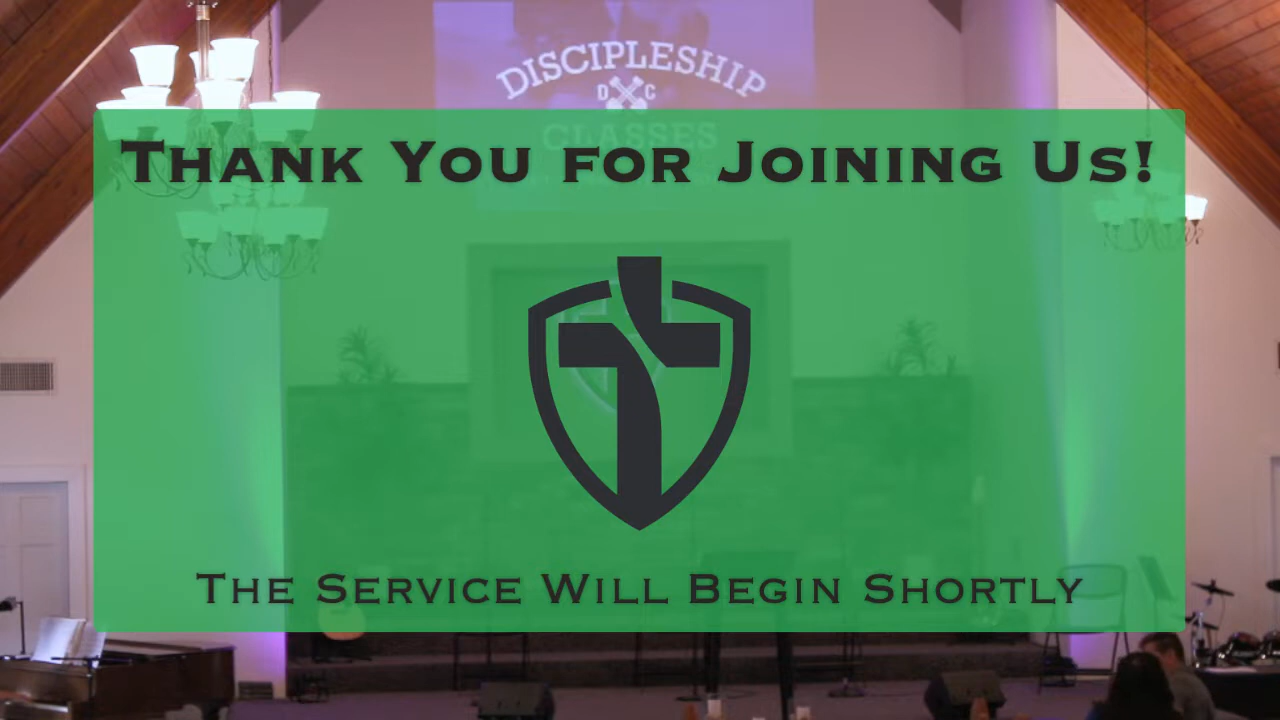 DISCIPLESHIP
D C
CLASSES
THANK YOU FOR JOINING US!
THE SERVICE WILL BEGIN SHORTLY